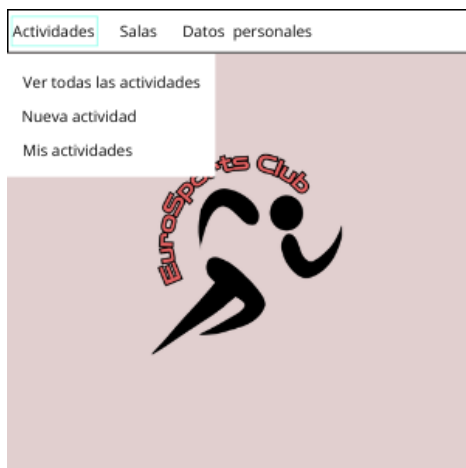 Actividades Salas Datos personales
Ver todas las actividades
Nueva actividad
Mis actividades
EuroSports Club